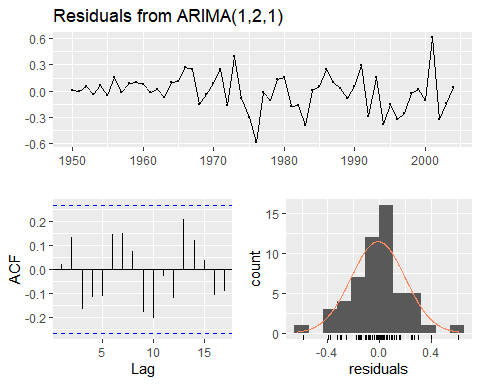 Residuals from ARIMA(1,2,1)
0.6
0.3
0.0
-0.3
-0.6
1950 1960 1970 1980 1990 2000
ACF
0.2
0.1
0.0
-0.1
-0.2
5 10 15
Lag
count
15
10
5
0
-0.4 0.0 0.4
residuals